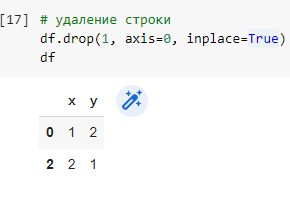 [17] # удаление строки
df.drop(1, axis=0, inplace=True)
df
x y
0 1 2
2 2 1